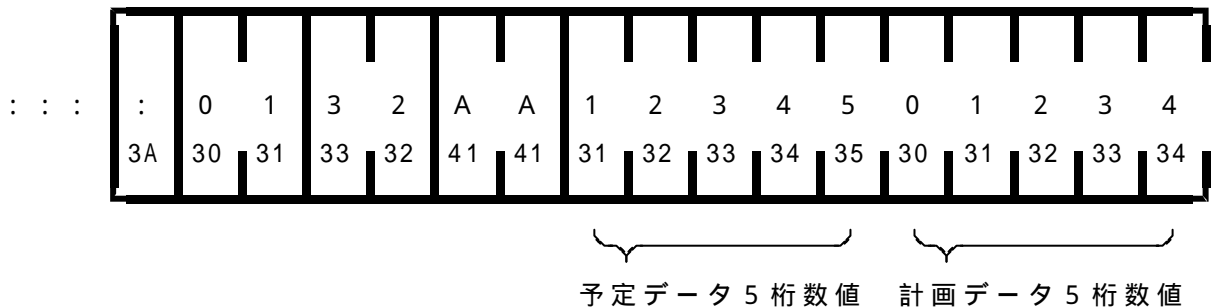 : : : : 0 1 3 2 A A 1 2 3 4 5 0 1 2 3 4
3A 30 31 33 32 41 41 31 32 33 34 35 30 31 32 33 34
予定データ5桁数値 計画データ5桁数値